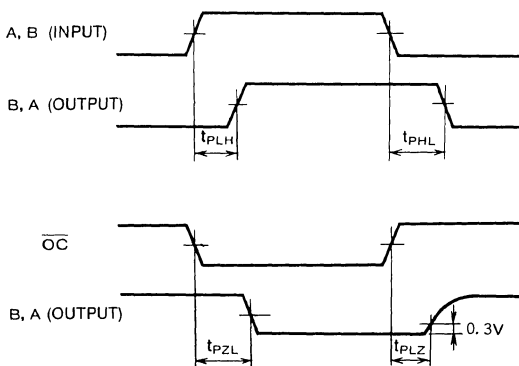 A, B (INPUT)
B, A (OUTPUT)
tPLH
tPHL
OC
B, A (OUTPUT)
0.3V
tPZL
tPLZ